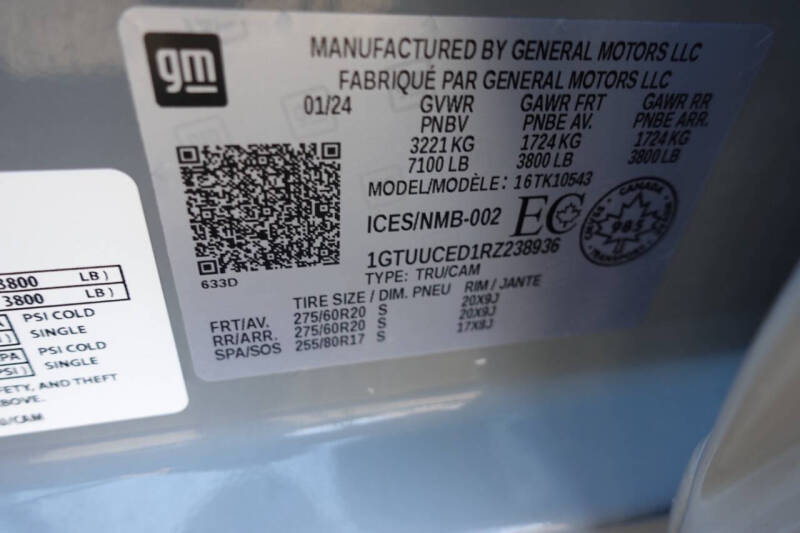 gm
MANUFACTURED BY GENERAL MOTORS LLC
FABRIQUÉ PAR GENERAL MOTORS LLC
01/24 GVWR GAWR FRT GAWR RR
PNBV PNBE AV. PNBE ARR.
3221 KG 1724 KG 1724 KG
7100 LB 3800 LB 3800 LB
MODEL/MODÈLE: 16TK10543
ICES/NMB-002 EC
CANADA
985
1GTUUCED1RZ238936
TYPE: TRU/CAM
633D
TIRE SIZE / DIM. PNEU RIM / JANTE
FRT/AV. 275/60R20 S 20X9J
RR/ARR. 275/60R20 S 20X9J
SPA/SOS 255/80R17 S 17X8J
3800 LB)
3800 LB)
PSI COLD
SINGLE
PSI COLD
PSI) SINGLE
AND THEFT